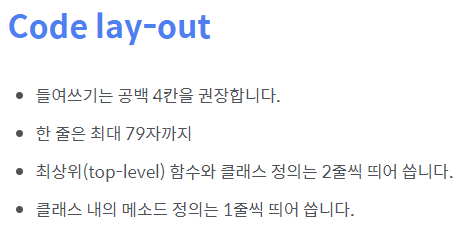 Code lay-out
들여쓰기는 공백 4칸을 권장합니다.
한 줄은 최대 79자까지
최상위(top-level) 함수와 클래스 정의는 2줄씩 띄어 씁니다.
클래스 내의 메소드 정의는 1줄씩 띄어 씁니다.